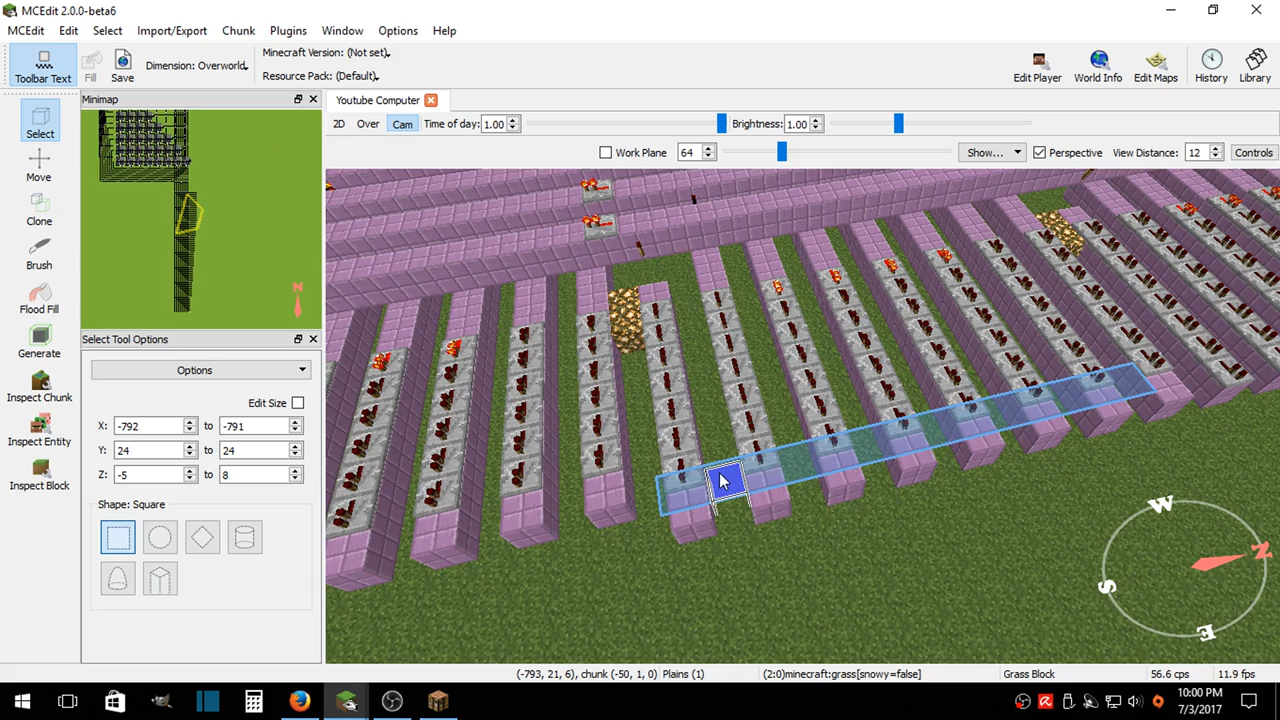 MCEdit 2.0.0-beta6
MCEdit Edit Select Import/Export Chunk Plugins Window Options Help
Toolbar Text Fill Save Dimension: Overworld Minecraft Version: (Not set) Resource Pack: (Default) Edit Player World Info Edit Maps History Library
Minimap
Youtube Computer
2D Over Cam Time of day: 1.00 Brightness: 1.00
Work Plane 64 Show... Perspective View Distance: 12 Controls
Select
Move
Clone
Brush
Flood Fill
Generate
Inspect Chunk
Inspect Entity
Inspect Block
N
Select Tool Options
Options
Edit Size
X: -792 to -791
Y: 24 to 24
Z: -5 to 8
Shape: Square
W
Z
S
E
(-793, 21, 6), chunk (-50, 1, 0) Plains (1) (2:0)minecraft:grass[snowy=false] Grass Block 56.6 cps 11.9 fps
10:00 PM
7/3/2017